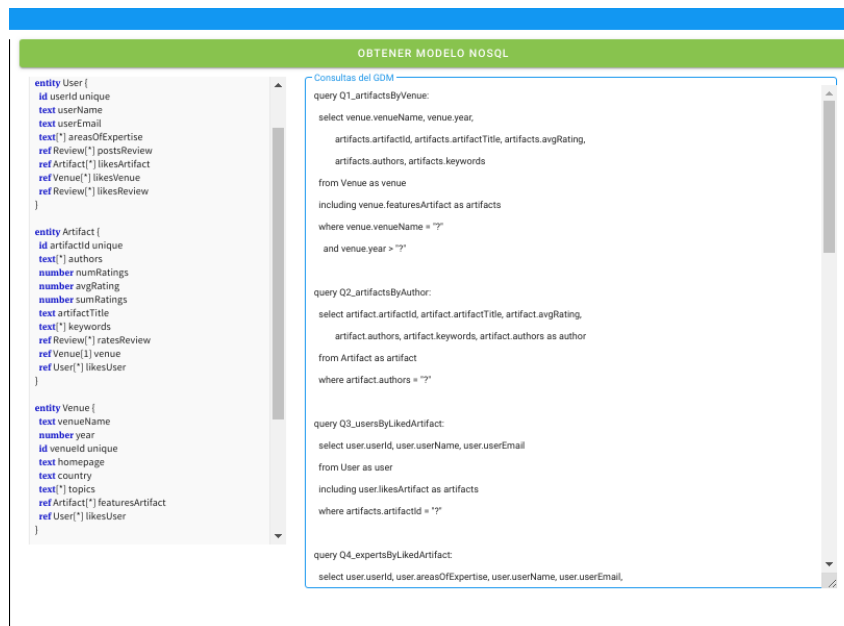 OBTENER MODELO NOSQL
entity User {
id userId unique
text userName
text userEmail
text[*] areasOfExpertise
ref Review[*] postsReview
ref Artifact[*] likesArtifact
ref Venue[*] likesVenue
ref Review[*] likesReview
}
entity Artifact {
id artifactId unique
text[*] authors
number numRatings
number avgRating
number sumRatings
text artifactTitle
text[*] keywords
ref Review[*] ratesReview
ref Venue[1] venue
ref User[*] likesUser
}
entity Venue {
text venueName
number year
id venueId unique
text homepage
text country
text[*] topics
ref Artifact[*] featuresArtifact
ref User[*] likesUser
}
Consultas del GDM
query Q1_artifactsByVenue:
select venue.venueName, venue.year,
artifacts.artifactId, artifacts.artifactTitle, artifacts.avgRating,
artifacts.authors, artifacts.keywords
from Venue as venue
including venue.featuresArtifact as artifacts
where venue.venueName = "?"
and venue.year > "?"
query Q2_artifactsByAuthor:
select artifact.artifactId, artifact.artifactTitle, artifact.avgRating,
artifact.authors, artifact.keywords, artifact.authors as author
from Artifact as artifact
where artifact.authors = "?"
query Q3_usersByLikedArtifact:
select user.userId, user.userName, user.userEmail
from User as user
including user.likesArtifact as artifacts
where artifacts.artifactId = "?"
query Q4_expertsByLikedArtifact:
select user.userId, user.areasOfExpertise, user.userName, user.userEmail,